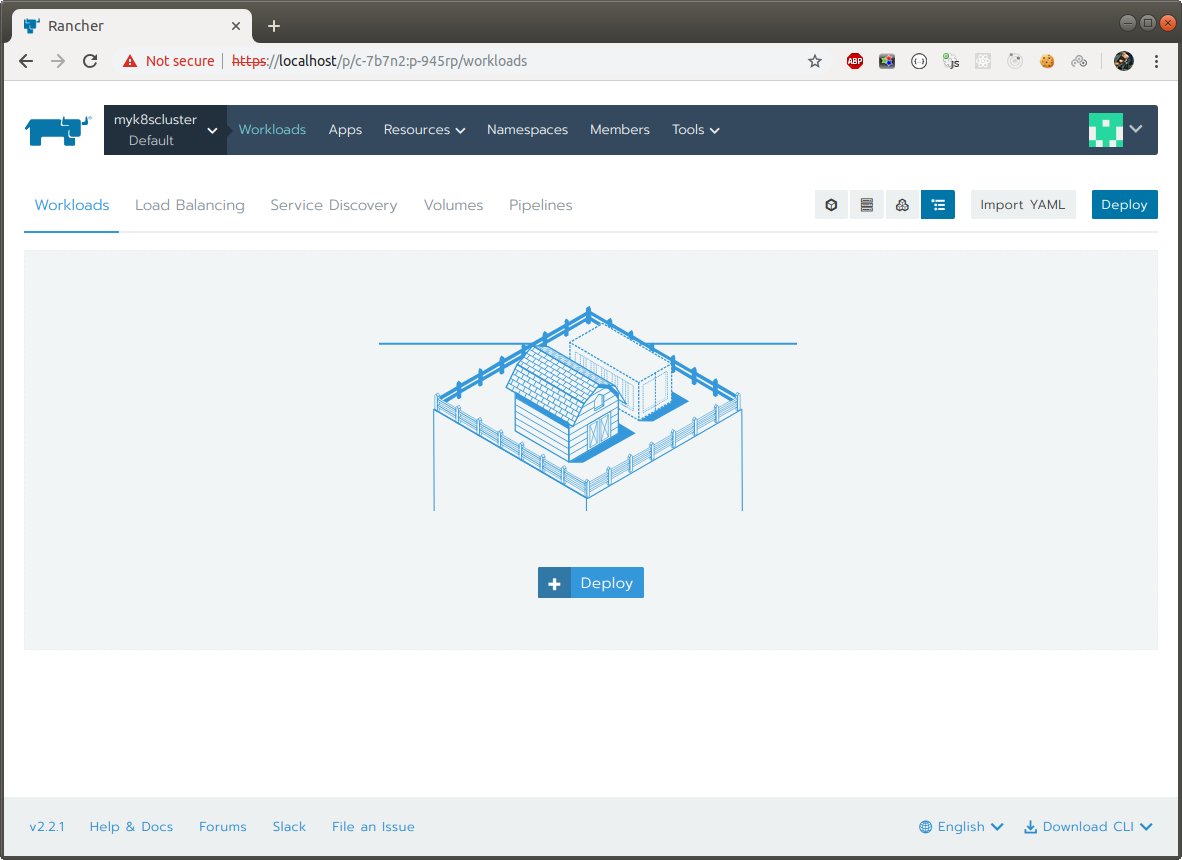 Rancher
Not secure https://localhost/p/c-7b7n2:p-945rp/workloads
ABP
js
myk8scluster
Default
Workloads Apps Resources Namespaces Members Tools
Workloads Load Balancing Service Discovery Volumes Pipelines
Import YAML Deploy
Deploy
v2.2.1 Help & Docs Forums Slack File an Issue English Download CLI